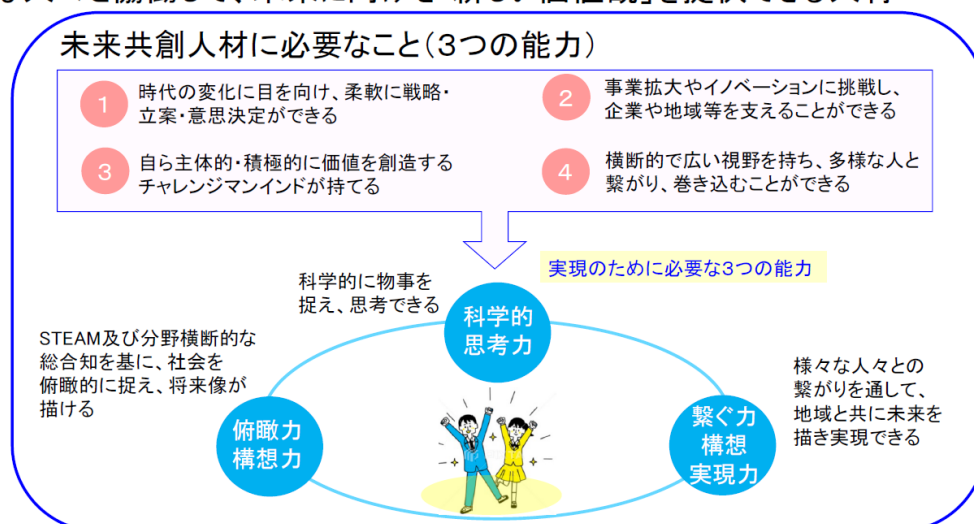 未来共創人材に必要なこと(3つの能力)
1
時代の変化に目を向け、柔軟に戦略・
立案・意思決定ができる
2
事業拡大やイノベーションに挑戦し、
企業や地域等を支えることができる
3
自ら主体的・積極的に価値を創造する
チャレンジマンインドが持てる
4
横断的で広い視野を持ち、多様な人と
繋がり、巻き込むことができる
実現のために必要な3つの能力
科学的に物事を
捉え、思考できる
科学的
思考力
STEAM及び分野横断的な
総合知を基に、社会を
俯瞰的に捉え、将来像が
描ける
俯瞰力
構想力
様々な人々との
繋がりを通して、
地域と共に未来を
描き実現できる
繋ぐ力
構想
実現力